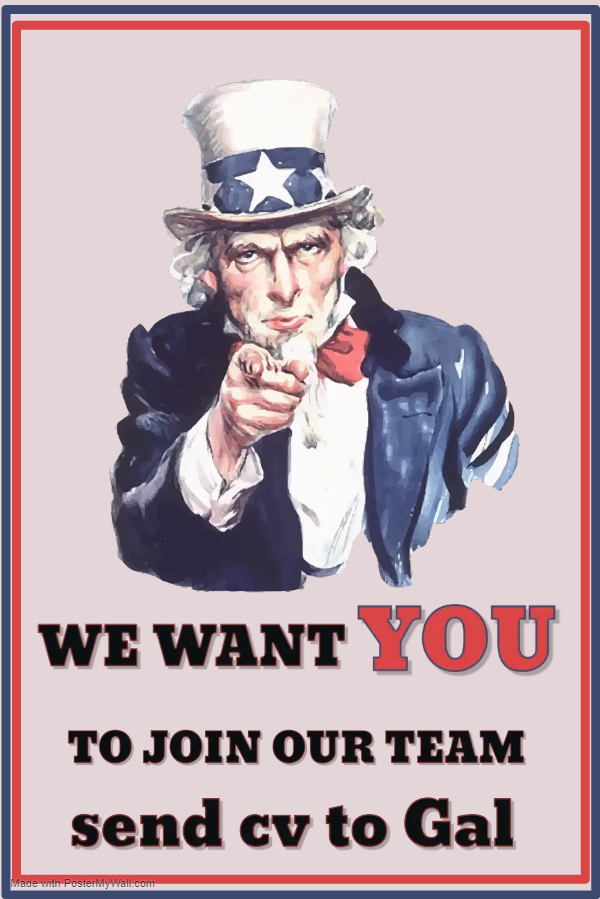 WE WANT YOU
TO JOIN OUR TEAM
send cv to Gal
Made with PosterMyWall.com